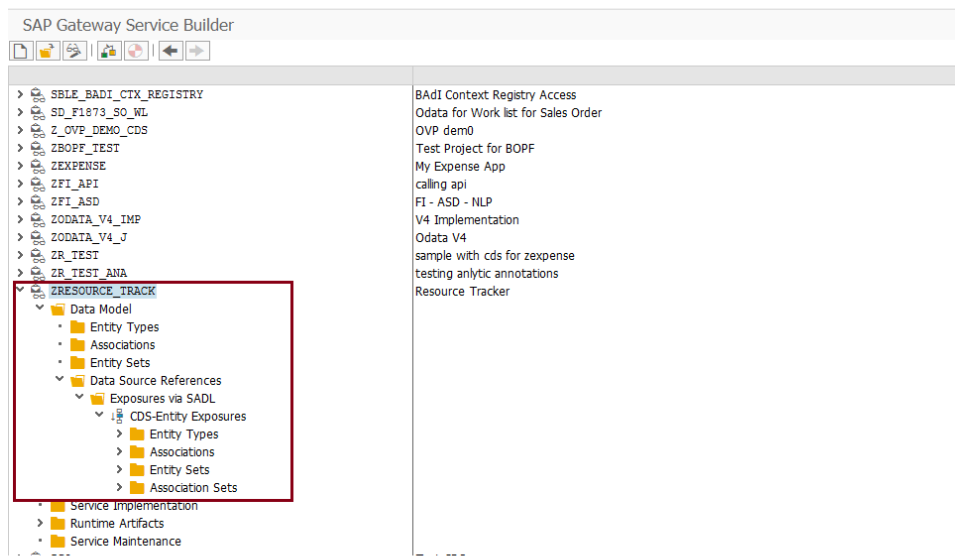 SAP Gateway Service Builder
SBLE_BADI_CTX_REGISTRY BAdI Context Registry Access
SD_F1873_SO_WL Odata for Work list for Sales Order
Z_OVP_DEMO_CDS OVP dem0
ZBOPF_TEST Test Project for BOPF
ZEXPENSE My Expense App
ZFI_API calling api
ZFI_ASD FI - ASD - NLP
ZODATA_V4_IMP V4 Implementation
ZODATA_V4_J Odata V4
ZR_TEST sample with cds for zexpense
ZR_TEST_ANA testing anlytic annotations
ZRESOURCE_TRACK Resource Tracker
Data Model
Entity Types
Associations
Entity Sets
Data Source References
Exposures via SADL
CDS-Entity Exposures
Entity Types
Associations
Entity Sets
Association Sets
Service Implementation
Runtime Artifacts
Service Maintenance